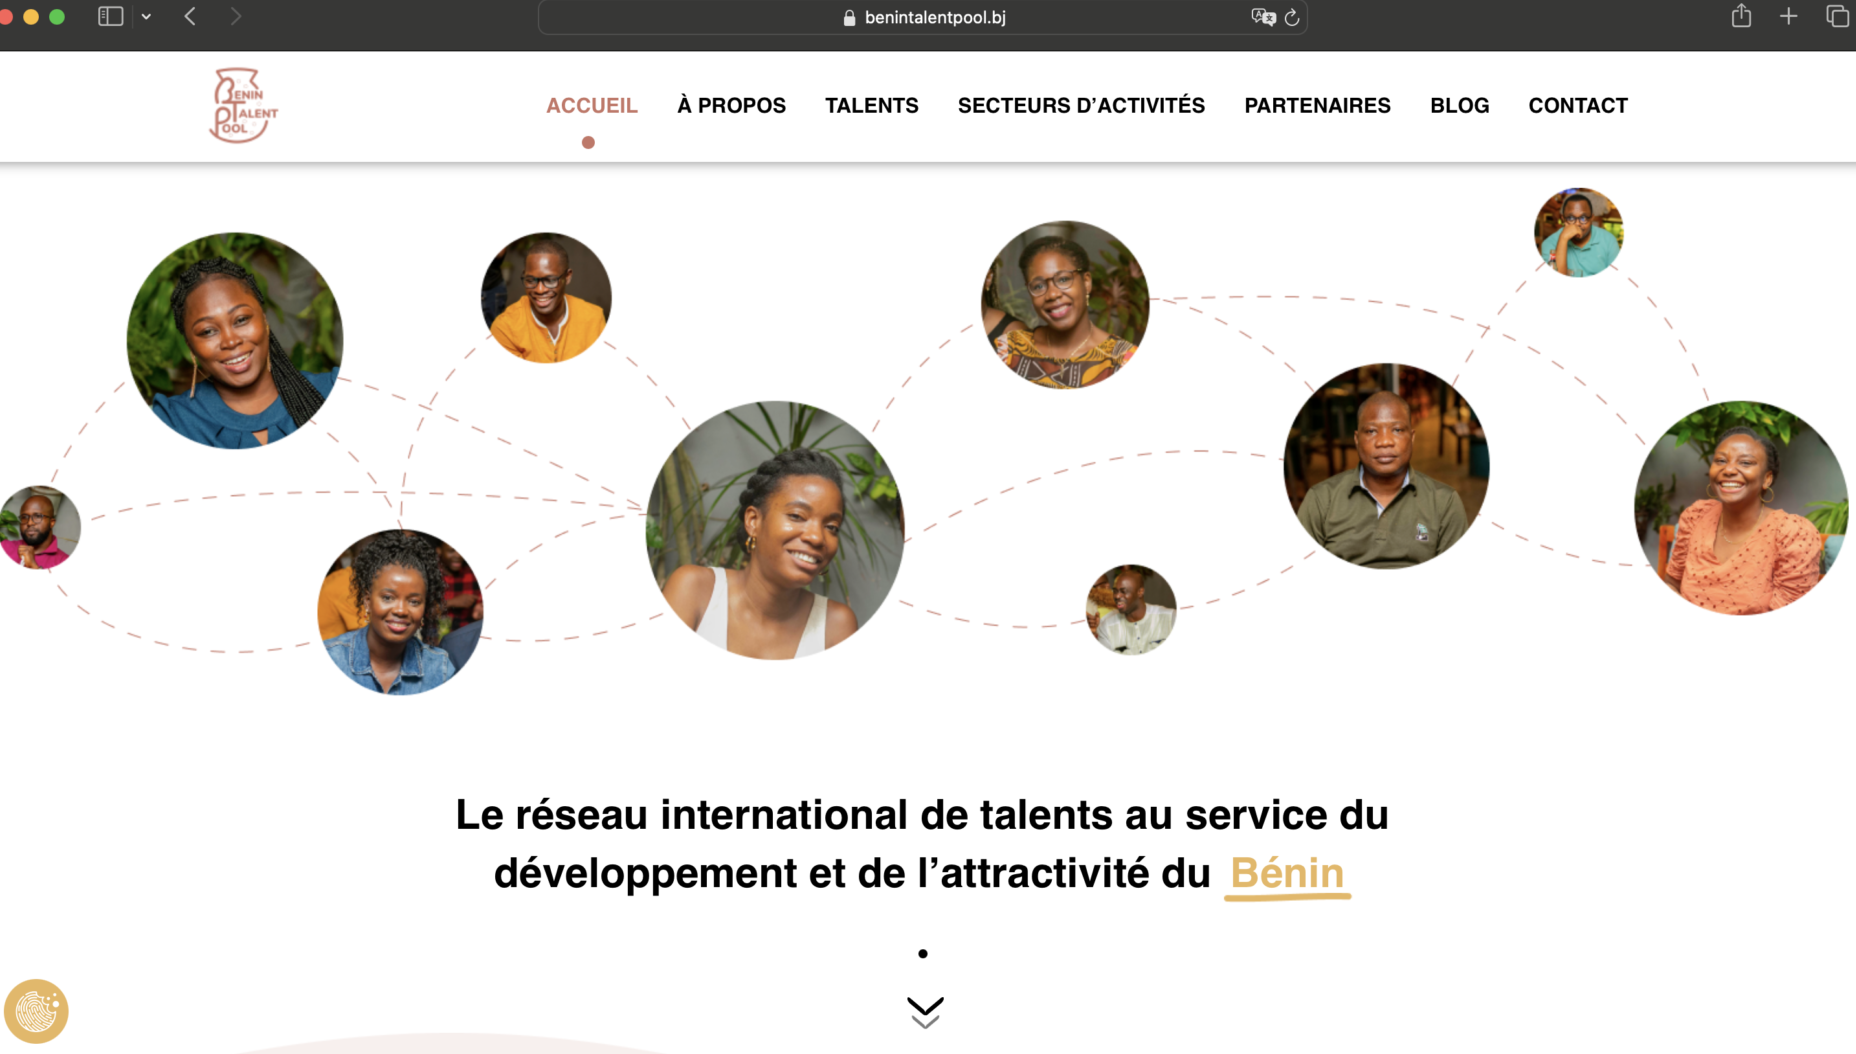 benintalentpool.bj
BENIN
TALENT
POOL
ACCUEIL
À PROPOS
TALENTS
SECTEURS D’ACTIVITÉS
PARTENAIRES
BLOG
CONTACT
Le réseau international de talents au service du
développement et de l’attractivité du Bénin